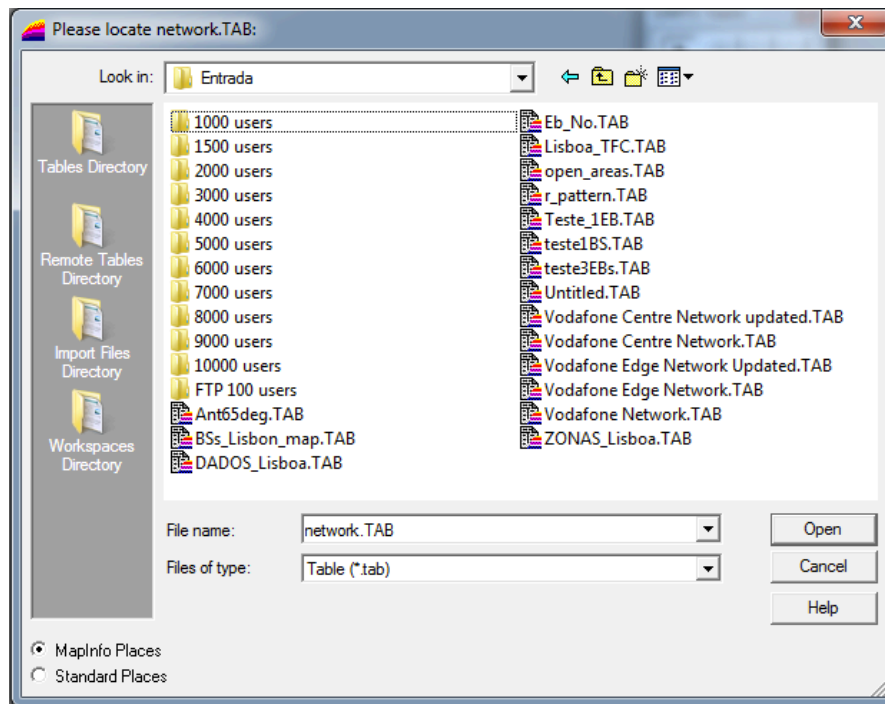 Please locate network.TAB:
Look in:
Entrada
Tables Directory
Remote Tables
Directory
Import Files
Directory
Workspaces
Directory
1000 users
1500 users
2000 users
3000 users
4000 users
5000 users
6000 users
7000 users
8000 users
9000 users
10000 users
FTP 100 users
Ant65deg.TAB
BSs_Lisbon_map.TAB
DADOS_Lisboa.TAB
Eb_No.TAB
Lisboa_TFC.TAB
open_areas.TAB
r_pattern.TAB
Teste_1EB.TAB
teste1BS.TAB
teste3EBs.TAB
Untitled.TAB
Vodafone Centre Network updated.TAB
Vodafone Centre Network.TAB
Vodafone Edge Network Updated.TAB
Vodafone Edge Network.TAB
Vodafone Network.TAB
ZONAS_Lisboa.TAB
File name:
network.TAB
Open
Files of type:
Table (*.tab)
Cancel
Help
MapInfo Places
Standard Places